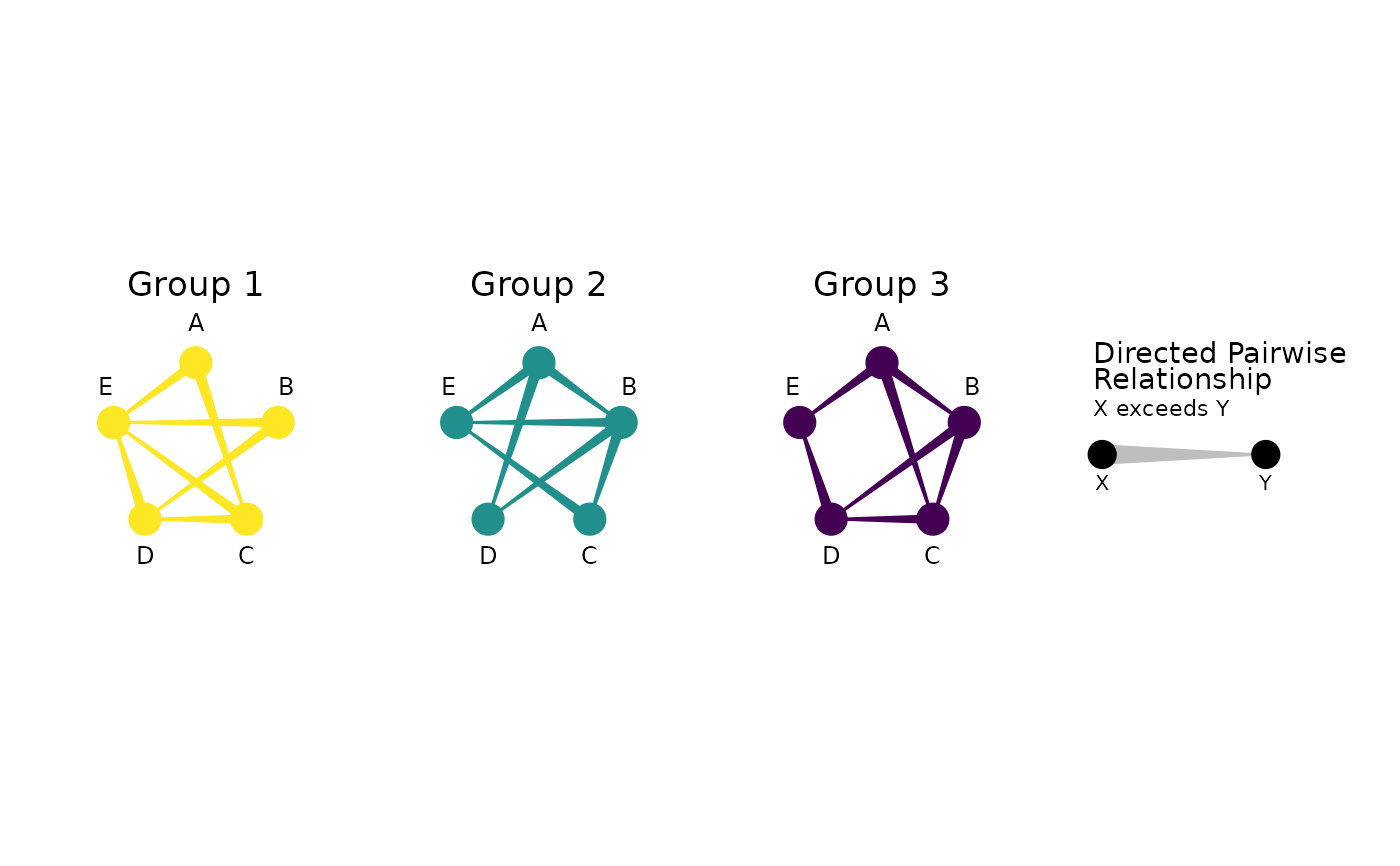 Group 1
A
E
B
D
C
Group 2
A
E
B
D
C
Group 3
A
E
B
D
C
Directed Pairwise
Relationship
X exceeds Y
X
Y